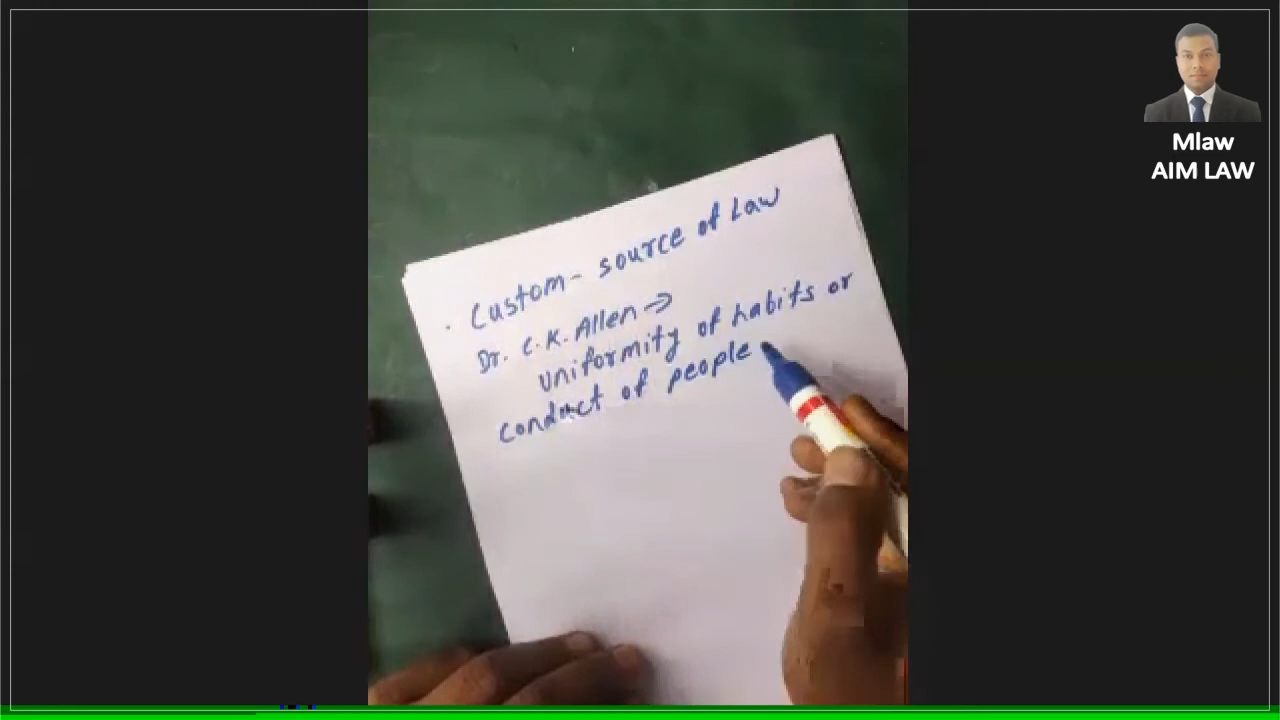 Mlaw
AIM LAW
Custom - source of Law
Dr. C.K. Allen →
Uniformity of habits or
conduct of people